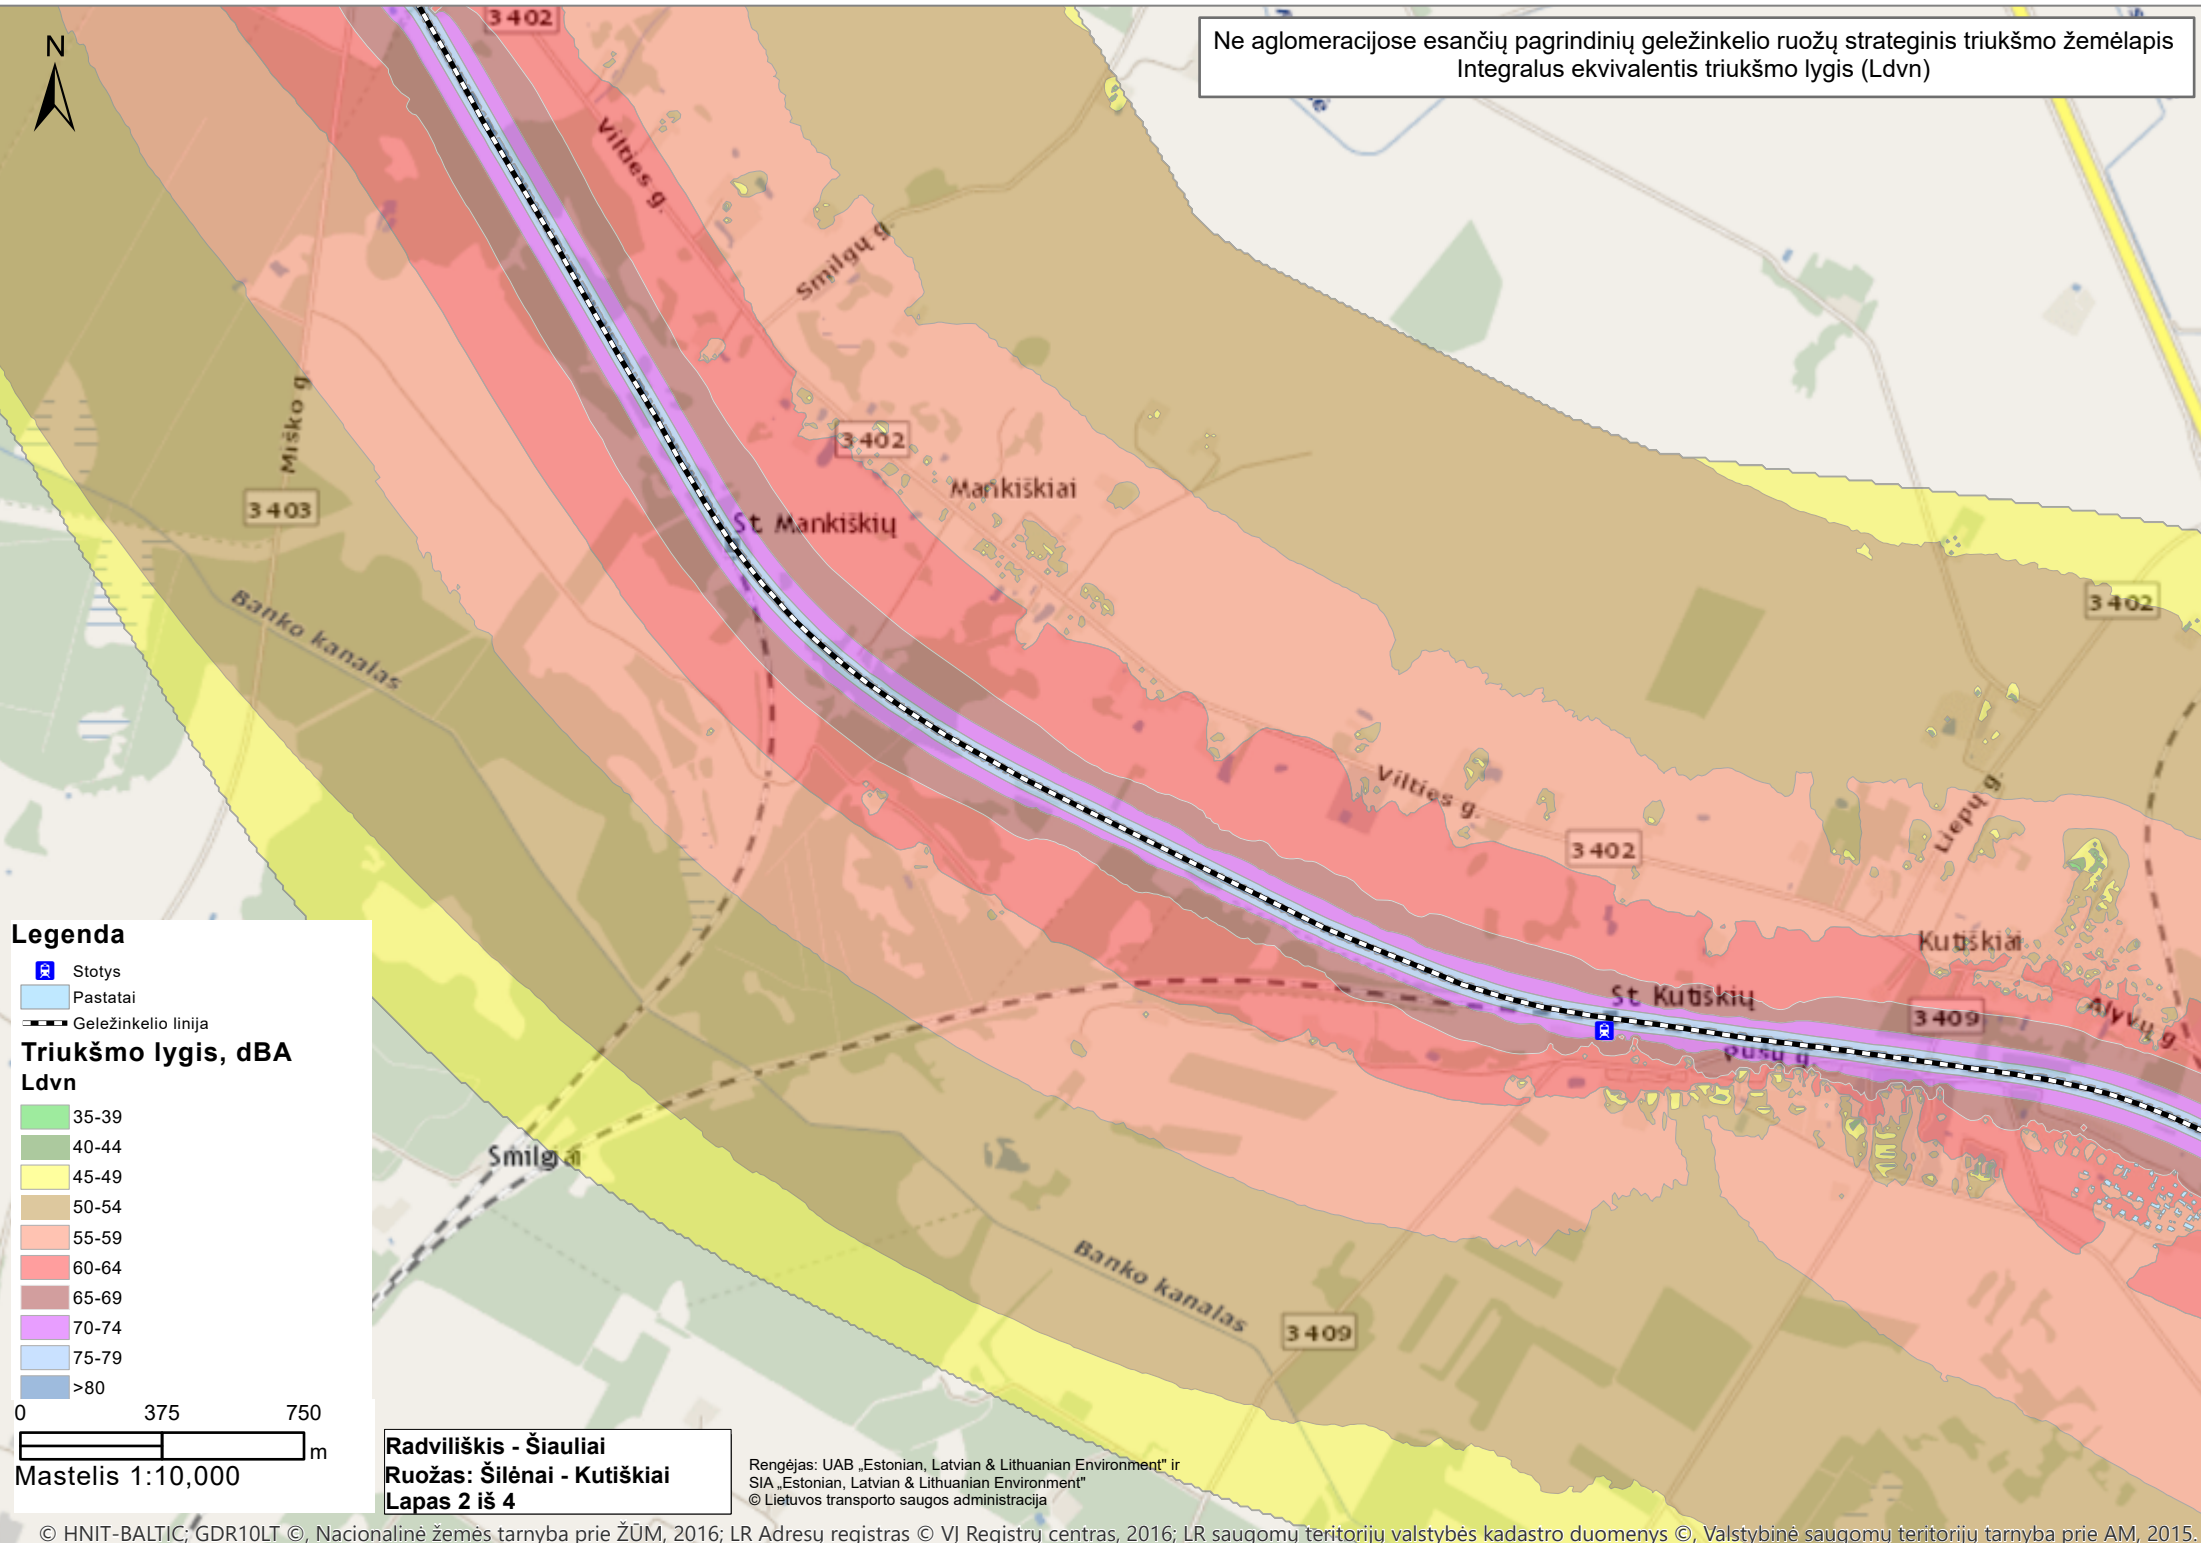 Ne aglomeracijose esančių pagrindinių geležinkelio ruožų strateginis triukšmo žemėlapis
Integralus ekvivalentis triukšmo lygis (Ldvn)
N
3402
Vilties g.
Smilgų g.
Miško g.
3402
Mankiškiai
3403
St Mankiškių
Banko kanalas
3402
Vilties g.
3402
Liepų g.
Kutiškiai
St Kutiškių
3409
Alyvų g.
Pušų g.
Smilgiai
Banko kanalas
3409
Legenda
Stotys
Pastatai
Geležinkelio linija
Triukšmo lygis, dBA
Ldvn
35-39
40-44
45-49
50-54
55-59
60-64
65-69
70-74
75-79
>80
0 375 750
m
Mastelis 1:10,000
Radviliškis - Šiauliai
Ruožas: Šilėnai - Kutiškiai
Lapas 2 iš 4
Rengėjas: UAB „Estonian, Latvian & Lithuanian Environment" ir
SIA „Estonian, Latvian & Lithuanian Environment"
© Lietuvos transporto saugos administracija
© HNIT-BALTIC; GDR10LT ©, Nacionalinė žemės tarnyba prie ŽŪM, 2016; LR Adresų registras © VĮ Registrų centras, 2016; LR saugomų teritorijų valstybės kadastro duomenys ©, Valstybinė saugomų teritorijų tarnyba prie AM, 2015.